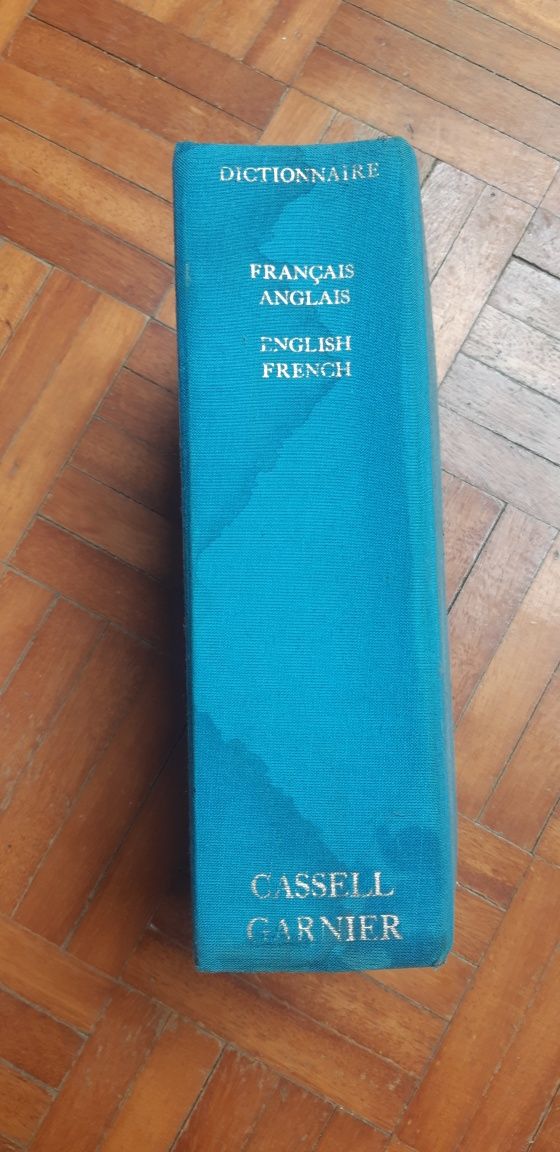 DICTIONNAIRE
FRANÇAIS
ANGLAIS
ENGLISH
FRENCH
CASSELL
GARNIER